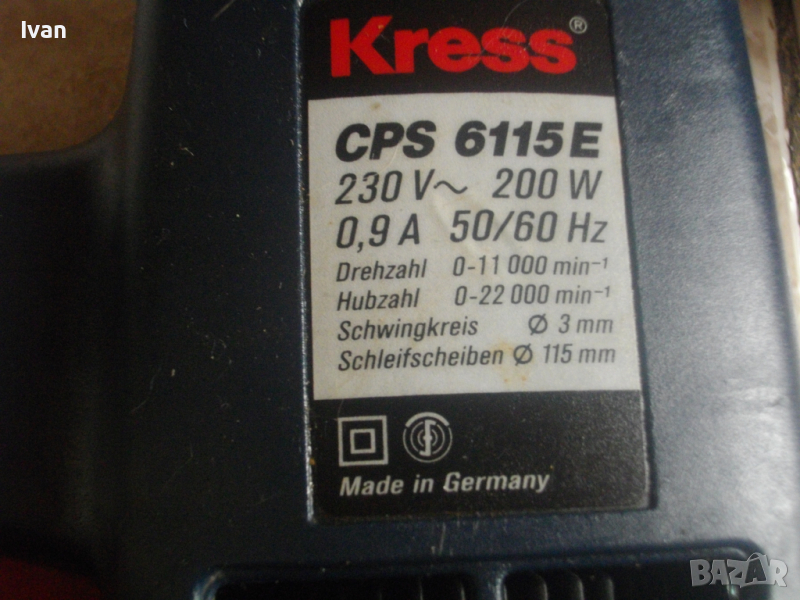 Ivan
Kress®
CPS 6115E
230 V~ 200 W
0,9 A 50/60 Hz
Drehzahl 0-11 000 min⁻¹
Hubzahl 0-22 000 min⁻¹
Schwingkreis Ø 3 mm
Schleifscheiben Ø 115 mm
Made in Germany
BAZAR